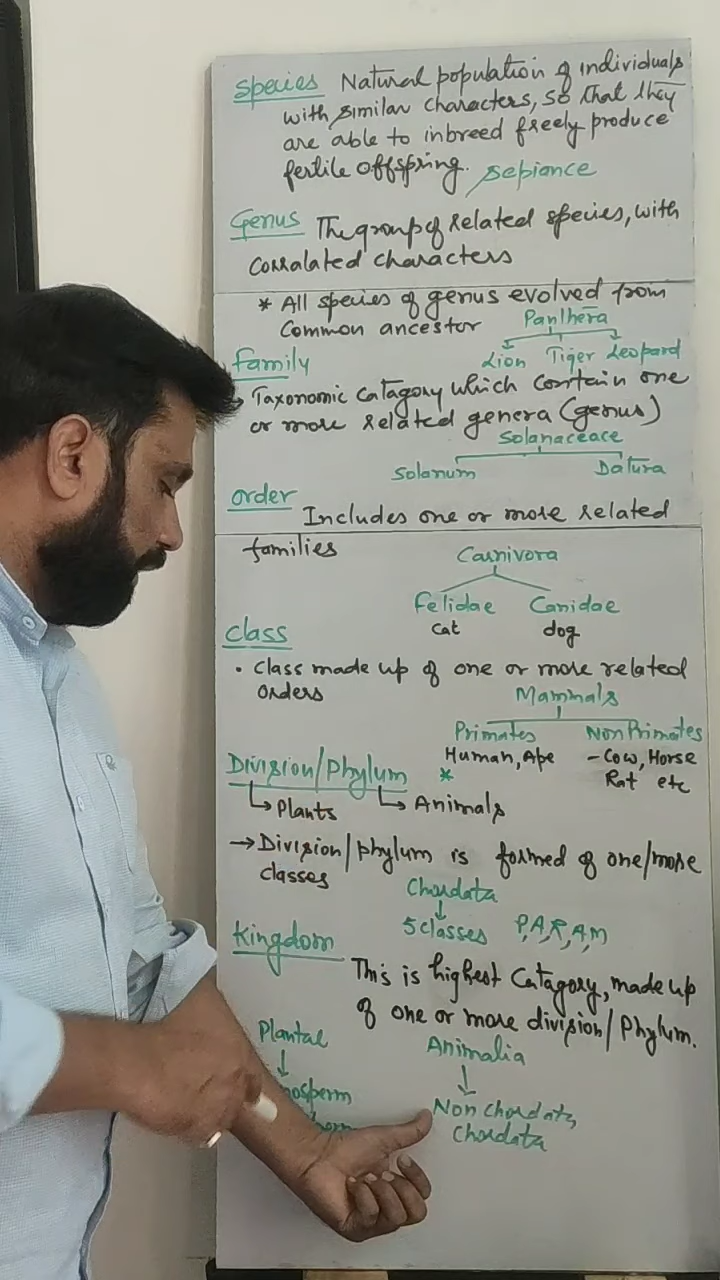 Species Natural population of individuals
with similar characters, so that they
are able to inbreed freely produce
fertile offspring. sepiance
Genus The group of related species, with
Corralated characters
* All species of genus evolved from
Common ancestor Panthera
Lion Tiger Leopard
family
→ Taxonomic Catagory which contain one
or more related genera (genus)
Solanaceace
Solanum Datura
order Includes one or more related
families
Carnivora
Felidae Canidae
cat dog
class
• Class made up of one or more related
orders
Mammals
Primates Non Primates
Human, Ape - Cow, Horse
Rat etc
Division/Phylum *
Plants Animals
→ Division/phylum is formed of one/more
classes
Chordata
5 classes P, A, R, A, M
Kingdom
This is highest Catagory, made up
of one or more division/Phylum.
Plantae Animalia
nosperm Non Chordata,
Chordata